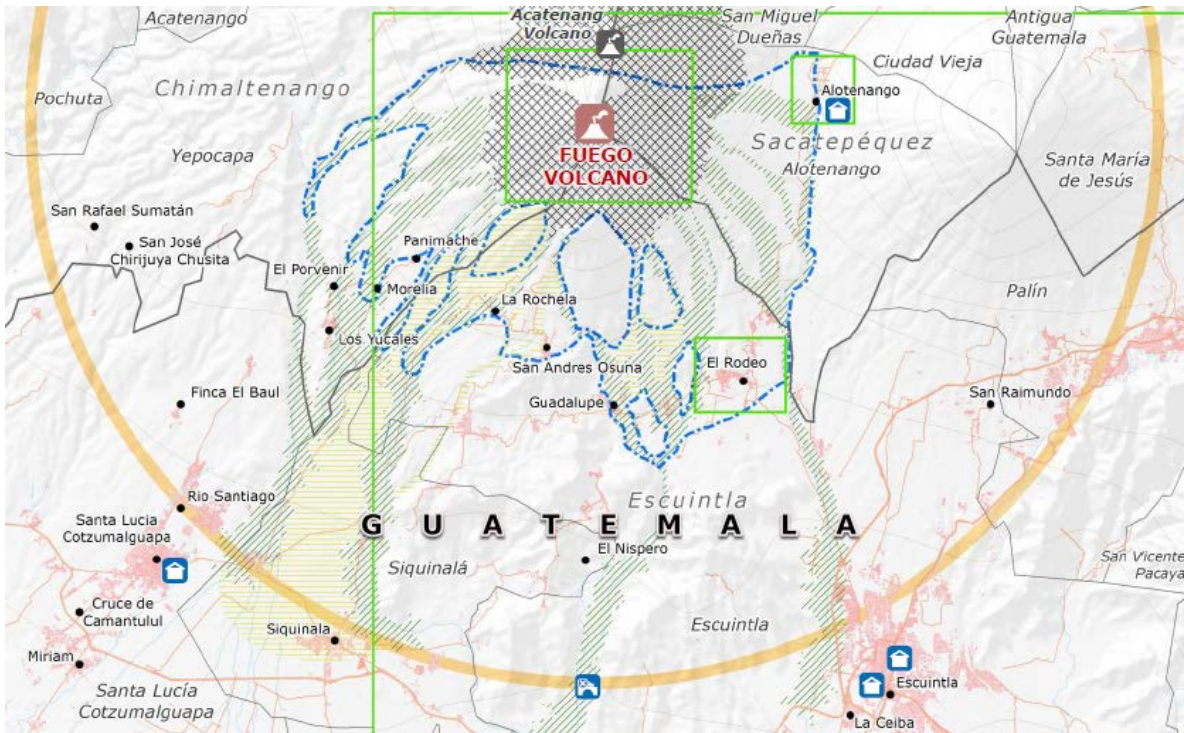 Acatenango
Acatenang
Volcano
San Miguel
Dueñas
Antigua
Guatemala
Ciudad Vieja
Chimaltenango
Pochuta
Alotenango
Yepocapa
FUEGO
VOLCANO
Sacatepéquez
Alotenango
Santa María
de Jesús
San Rafael Sumatán
San José
Chirijuya Chusita
Panimache
El Porvenir
Morelia
La Rochela
Palín
Los Yucales
San Andres Osuna
El Rodeo
Finca El Baul
Guadalupe
San Raimundo
Rio Santiago
Escuintla
GUATEMALA
Santa Lucia
Cotzumalguapa
El Nispero
Siquinalá
San Vicente
Pacaya
Cruce de
Camantulul
Siquinala
Escuintla
Miriam
Santa Lucía
Cotzumalguapa
Escuintla
La Ceiba